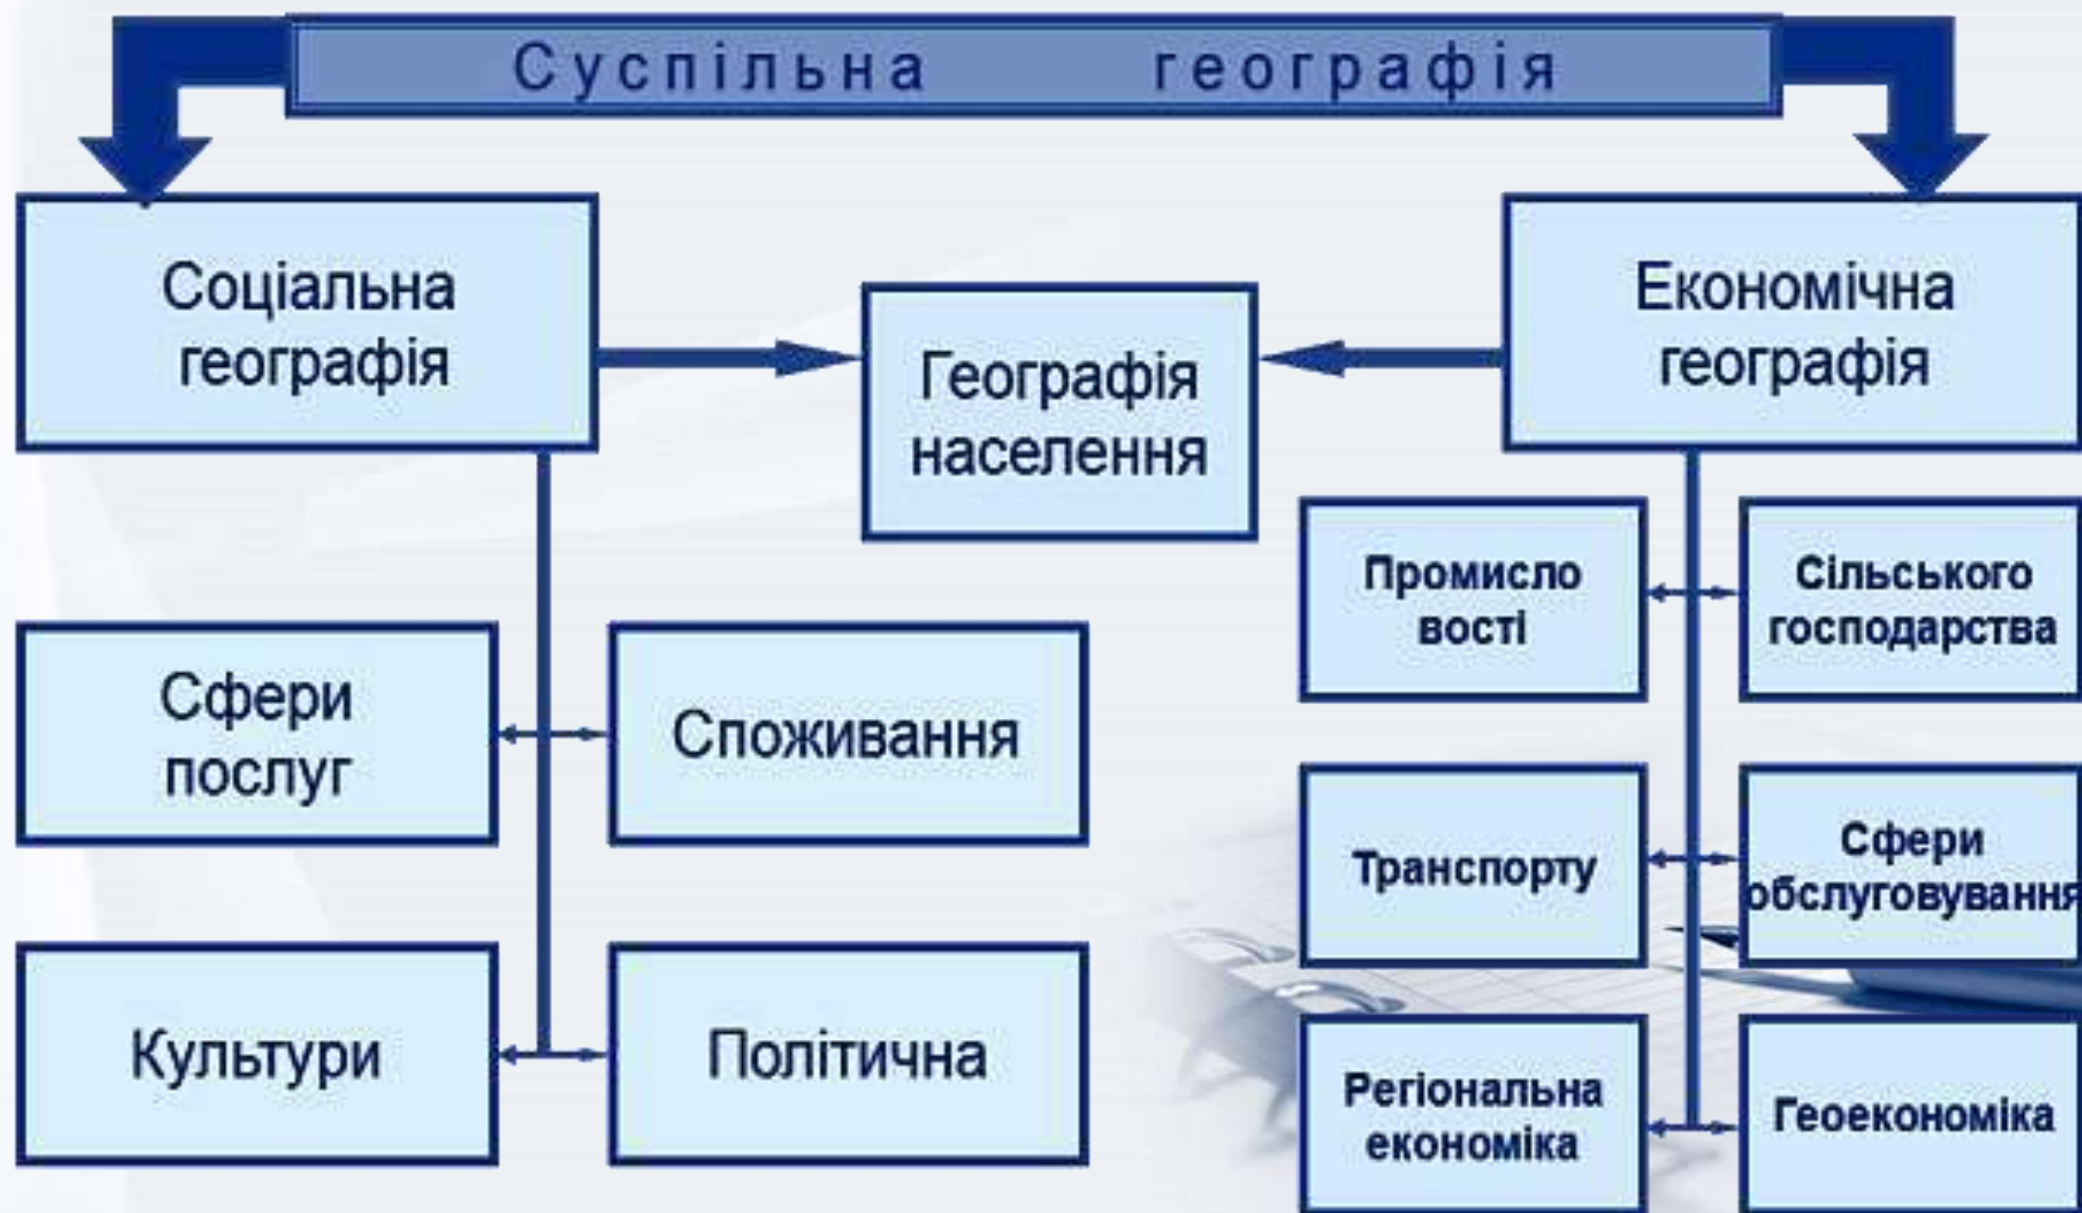 Суспільна географія
Соціальна
географія
Географія
населення
Економічна
географія
Сфери
послуг
Споживання
Культури
Політична
Промисло
вості
Сільського
господарства
Транспорту
Сфери
обслуговування
Регіональна
економіка
Геоекономіка